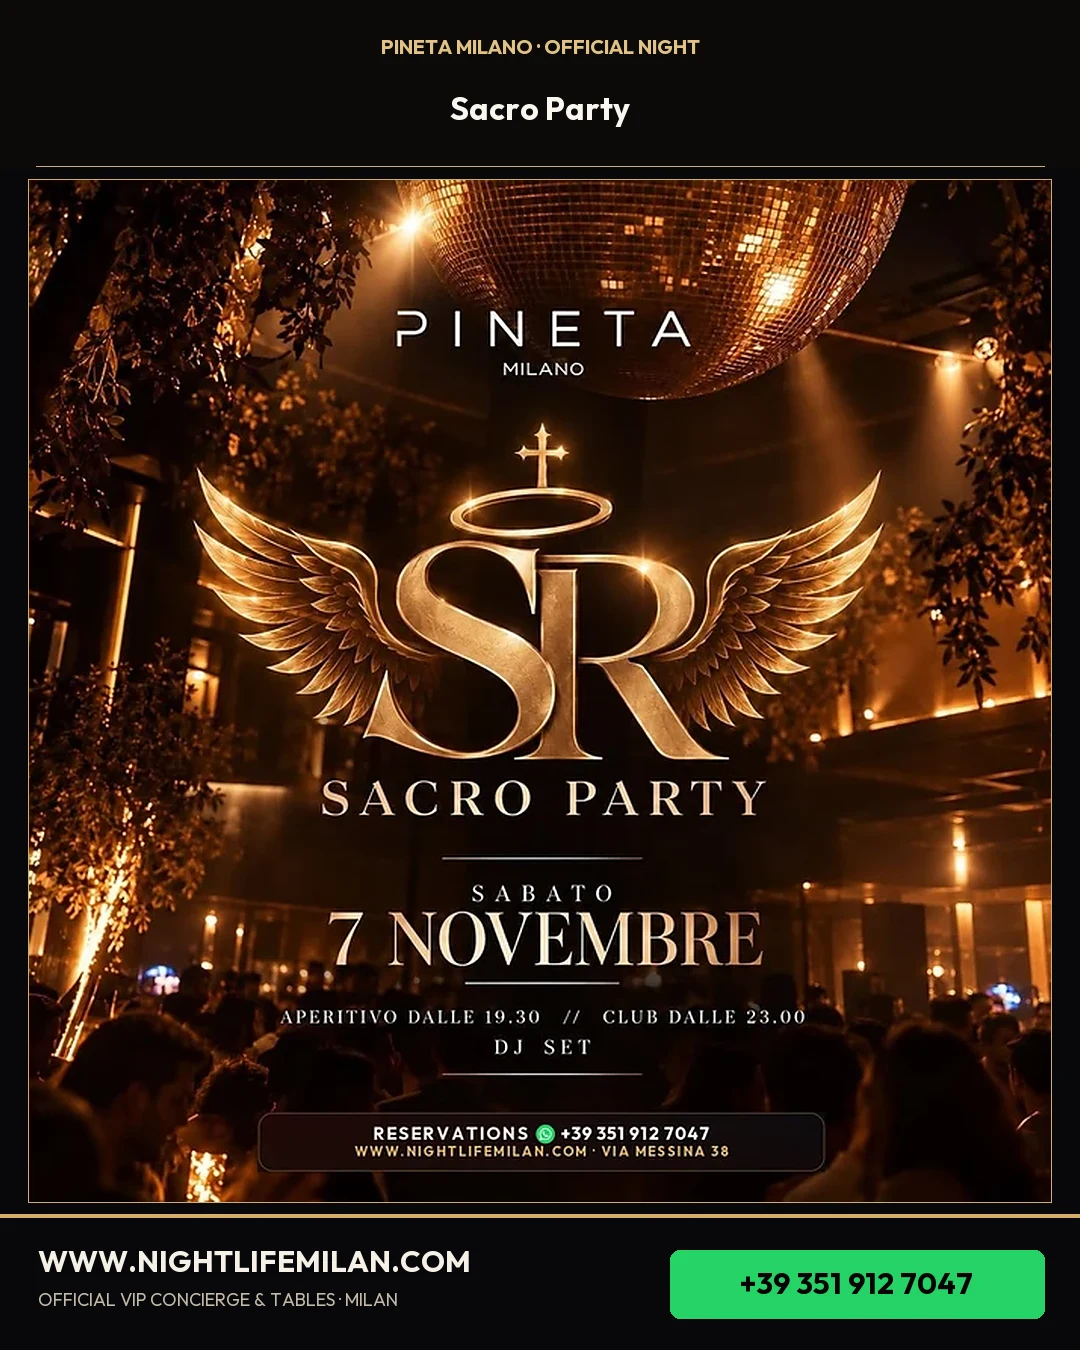 PINETA MILANO · OFFICIAL NIGHT
Sacro Party
PINETA
MILANO
SR
SACRO PARTY
SABATO
7 NOVEMBRE
APERITIVO DALLE 19.30 // CLUB DALLE 23.00
DJ SET
RESERVATIONS +39 351 912 7047
WWW.NIGHTLIFEMILAN.COM · VIA MESSINA 38
WWW.NIGHTLIFEMILAN.COM
OFFICIAL VIP CONCIERGE & TABLES · MILAN
+39 351 912 7047